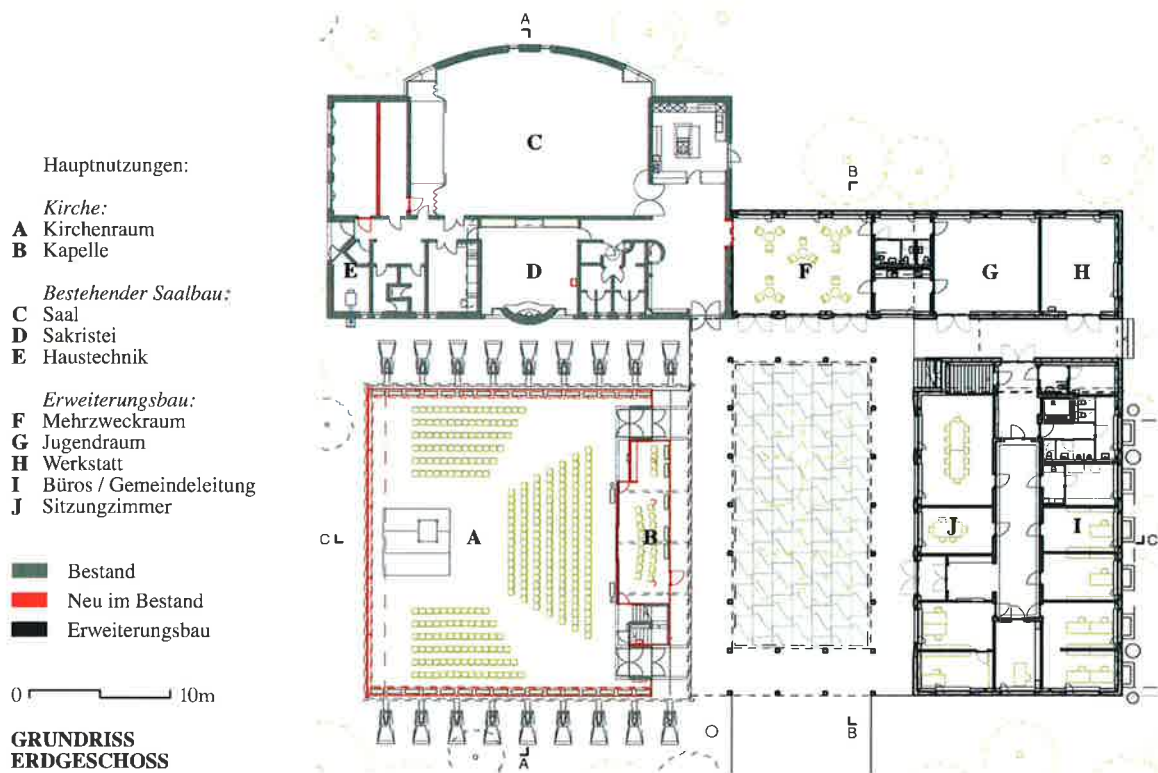 Hauptnutzungen:
Kirche:
A Kirchenraum
B Kapelle
Bestehender Saalbau:
C Saal
D Sakristei
E Haustechnik
Erweiterungsbau:
F Mehrzweckraum
G Jugendraum
H Werkstatt
I Büros / Gemeindeleitung
J Sitzungzimmer
Bestand
Neu im Bestand
Erweiterungsbau
0 10m
GRUNDRISS
ERDGESCHOSS
A
C
B
E
D
F
G
H
C
A
B
J
I
C
A
B